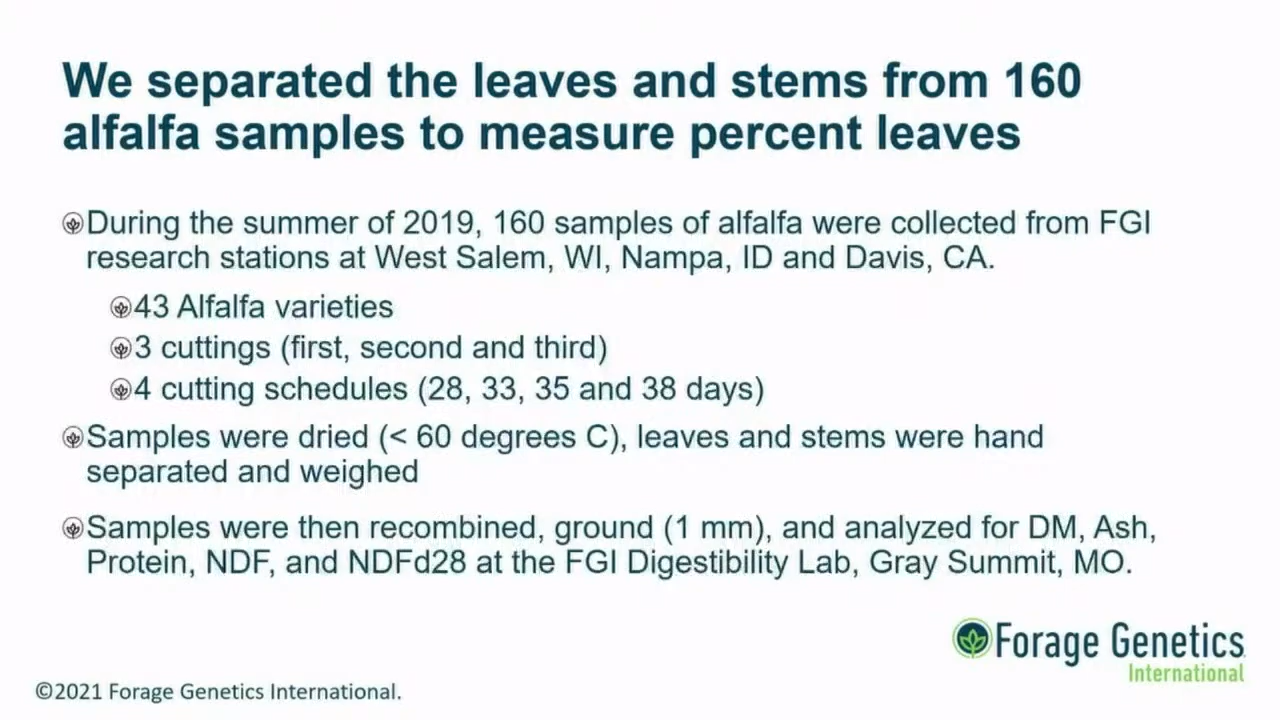 We separated the leaves and stems from 160
alfalfa samples to measure percent leaves
During the summer of 2019, 160 samples of alfalfa were collected from FGI
research stations at West Salem, WI, Nampa, ID and Davis, CA.
43 Alfalfa varieties
3 cuttings (first, second and third)
4 cutting schedules (28, 33, 35 and 38 days)
Samples were dried (< 60 degrees C), leaves and stems were hand
separated and weighed
Samples were then recombined, ground (1 mm), and analyzed for DM, Ash,
Protein, NDF, and NDFd28 at the FGI Digestibility Lab, Gray Summit, MO.
Forage Genetics
International
©2021 Forage Genetics International.